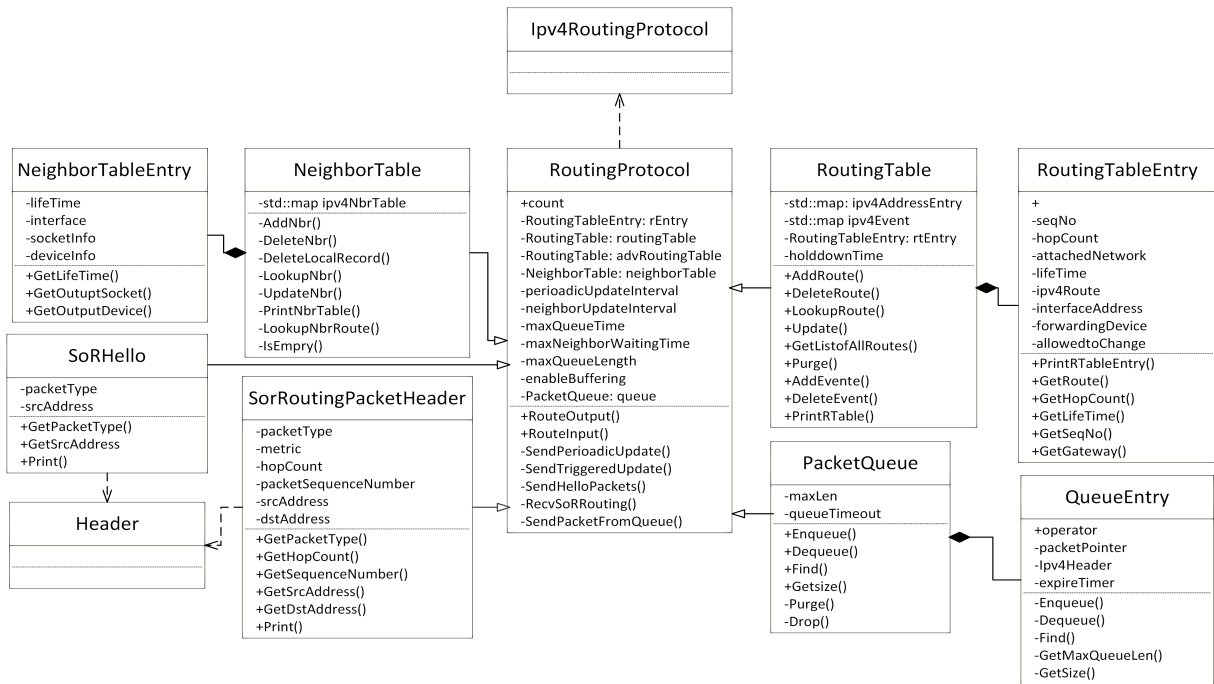 Ipv4RoutingProtocol
NeighborTableEntry
-lifeTime
-interface
-socketInfo
-deviceInfo
+GetLifeTime()
+GetOutuptSocket()
+GetOutputDevice()
NeighborTable
-std::map ipv4NbrTable
-AddNbr()
-DeleteNbr()
-DeleteLocalRecord()
-LookupNbr()
-UpdateNbr()
-PrintNbrTable()
-LookupNbrRoute()
-IsEmpry()
RoutingProtocol
+count
-RoutingTableEntry: rEntry
-RoutingTable: routingTable
-RoutingTable: advRoutingTable
-NeighborTable: neighborTable
-perioadicUpdateInterval
-neighborUpdateInterval
-maxQueueTime
-maxNeighborWaitingTime
-maxQueueLength
-enableBuffering
-PacketQueue: queue
+RouteOutput()
+RouteInput()
-SendPerioadicUpdate()
-SendTriggeredUpdate()
-SendHelloPackets()
-RecvSoRRouting()
-SendPacketFromQueue()
RoutingTable
-std::map: ipv4AddressEntry
-std::map ipv4Event
-RoutingTableEntry: rtEntry
-holddownTime
+AddRoute()
+DeleteRoute()
+LookupRoute()
+Update()
+GetListofAllRoutes()
+Purge()
+AddEvente()
+DeleteEvent()
+PrintRTable()
RoutingTableEntry
+
-seqNo
-hopCount
-attachedNetwork
-lifeTime
-ipv4Route
-interfaceAddress
-forwardingDevice
-allowedtoChange
+PrintRTableEntry()
+GetRoute()
+GetHopCount()
+GetLifeTime()
+GetSeqNo()
+GetGateway()
SoRHello
-packetType
-srcAddress
+GetPacketType()
+GetSrcAddress
+Print()
SorRoutingPacketHeader
-packetType
-metric
-hopCount
-packetSequenceNumber
-srcAddress
-dstAddress
+GetPacketType()
+GetHopCount()
+GetSequenceNumber()
+GetSrcAddress()
+GetDstAddress()
+Print()
Header
PacketQueue
-maxLen
-queueTimeout
+Enqueue()
+Dequeue()
+Find()
+Getsize()
-Purge()
-Drop()
QueueEntry
+operator
-packetPointer
-Ipv4Header
-expireTimer
-Enqueue()
-Dequeue()
-Find()
-GetMaxQueueLen()
-GetSize()